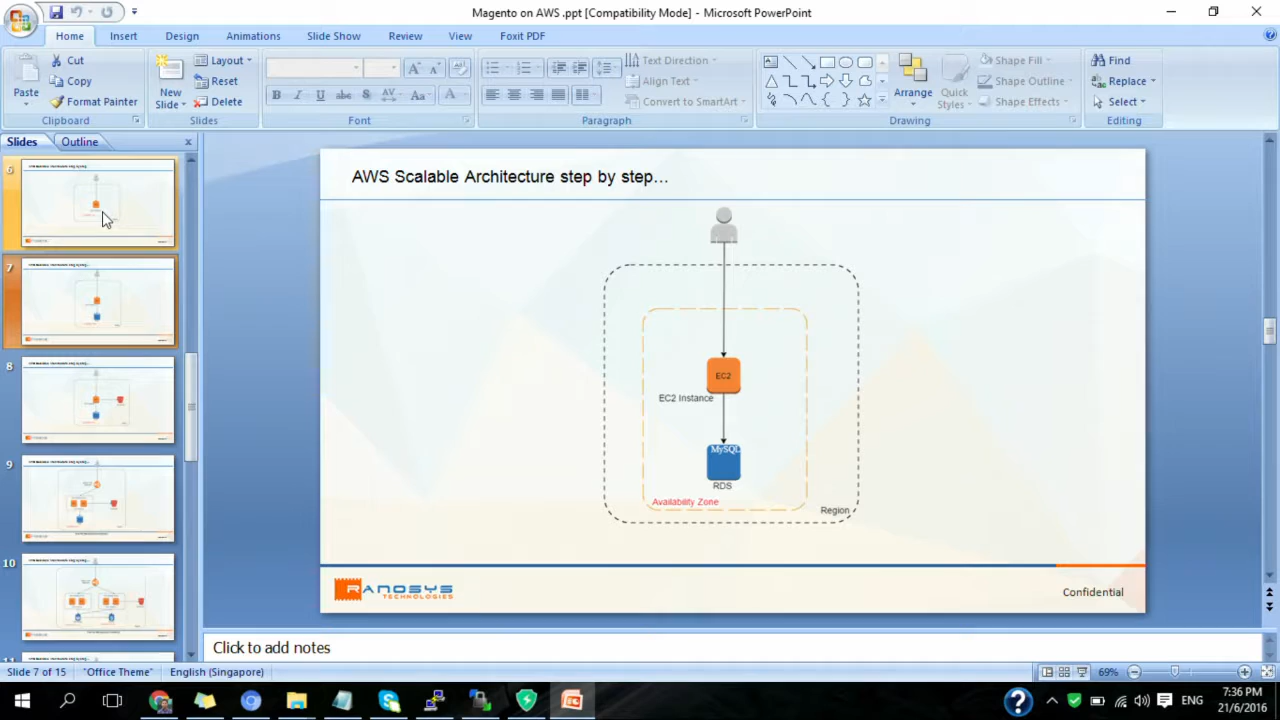 Magento on AWS .ppt [Compatibility Mode] - Microsoft PowerPoint
Home Insert Design Animations Slide Show Review View Foxit PDF
Paste
Cut
Copy
Format Painter
Clipboard
New
Slide
Layout
Reset
Delete
Slides
Font
Text Direction
Align Text
Convert to SmartArt
Paragraph
Arrange
Quick
Styles
Shape Fill
Shape Outline
Shape Effects
Drawing
Find
Replace
Select
Editing
Slides Outline
6
7
8
9
10
AWS Scalable Architecture step by step…
EC2
EC2 Instance
MySQL
RDS
Availability Zone
Region
RANOSYS
TECHNOLOGIES
Confidential
Click to add notes
Slide 7 of 15 "Office Theme" English (Singapore) 69%
ENG
7:36 PM
21/6/2016